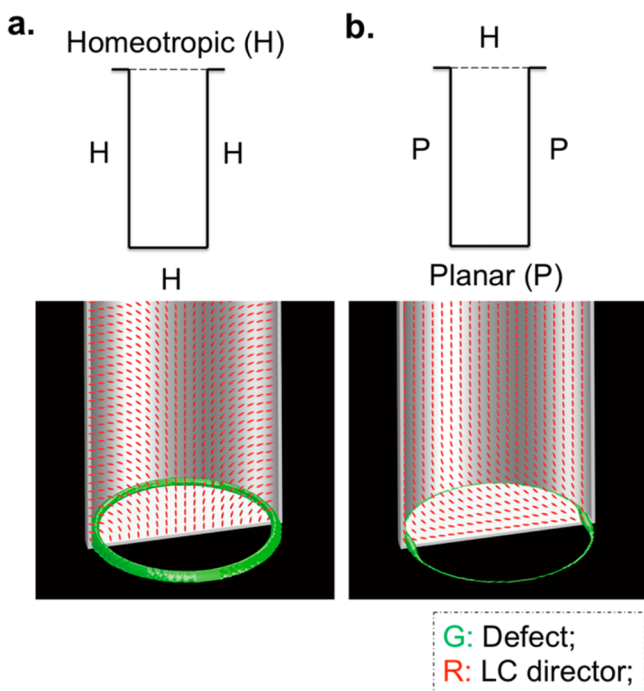 a.
Homeotropic (H)
H H
H
b.
H
P P
Planar (P)
G: Defect;
R: LC director;